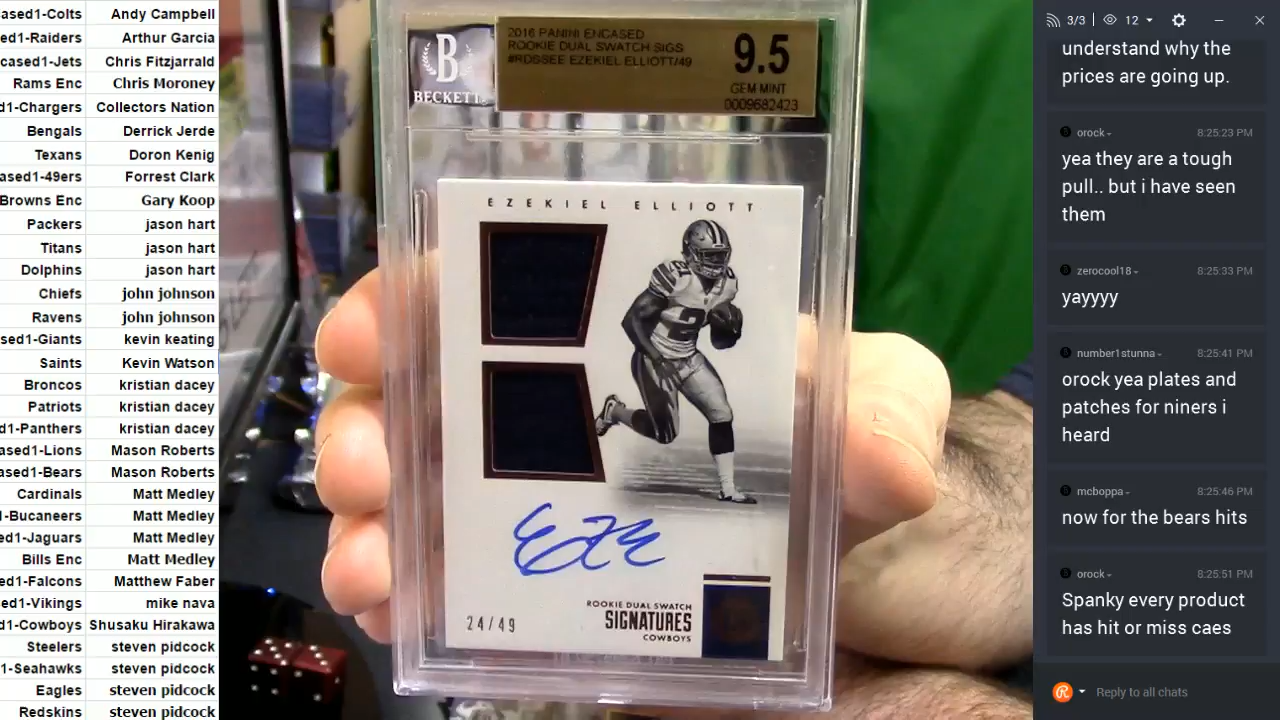 ased1-Colts Andy Campbell
ed1-Raiders Arthur Garcia
cased1-Jets Chris Fitzjarrald
Rams Enc Chris Moroney
d1-Chargers Collectors Nation
Bengals Derrick Jerde
Texans Doron Kenig
ased1-49ers Forrest Clark
Browns Enc Gary Koop
Packers jason hart
Titans jason hart
Dolphins jason hart
Chiefs john johnson
Ravens john johnson
sed1-Giants kevin keating
Saints Kevin Watson
Broncos kristian dacey
Patriots kristian dacey
d1-Panthers kristian dacey
ased1-Lions Mason Roberts
ased1-Bears Mason Roberts
Cardinals Matt Medley
1-Bucaneers Matt Medley
ed1-Jaguars Matt Medley
Bills Enc Matt Medley
ed1-Falcons Matthew Faber
sed1-Vikings mike nava
d1-Cowboys Shusaku Hirakawa
Steelers steven pidcock
1-Seahawks steven pidcock
Eagles steven pidcock
Redskins steven pidcock
B
BECKETT
2016 PANINI ENCASED
ROOKIE DUAL SWATCH SIGS
#RDSSEE EZEKIEL ELLIOTT/49
9.5
GEM MINT
0009682423
EZEKIEL ELLIOTT
24/49
ROOKIE DUAL SWATCH
SIGNATURES
COWBOYS
3/3 12
understand why the
prices are going up.
orock 8:25:23 PM
yea they are a tough
pull.. but i have seen
them
zerocool18 8:25:33 PM
yayyyy
number1stunna 8:25:41 PM
orock yea plates and
patches for niners i
heard
mcboppa 8:25:46 PM
now for the bears hits
orock 8:25:51 PM
Spanky every product
has hit or miss caes
Reply to all chats